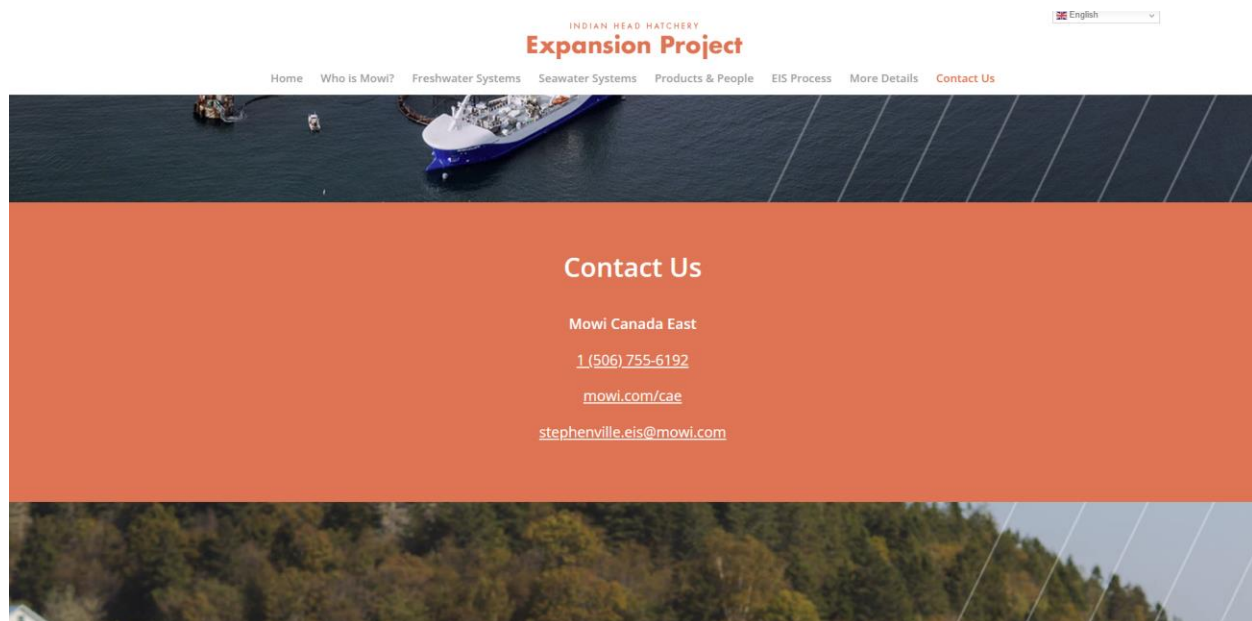 English
INDIAN HEAD HATCHERY
Expansion Project
Home Who is Mowi? Freshwater Systems Seawater Systems Products & People EIS Process More Details Contact Us
Contact Us
Mowi Canada East
1 (506) 755-6192
mowi.com/cae
stephenville.eis@mowi.com